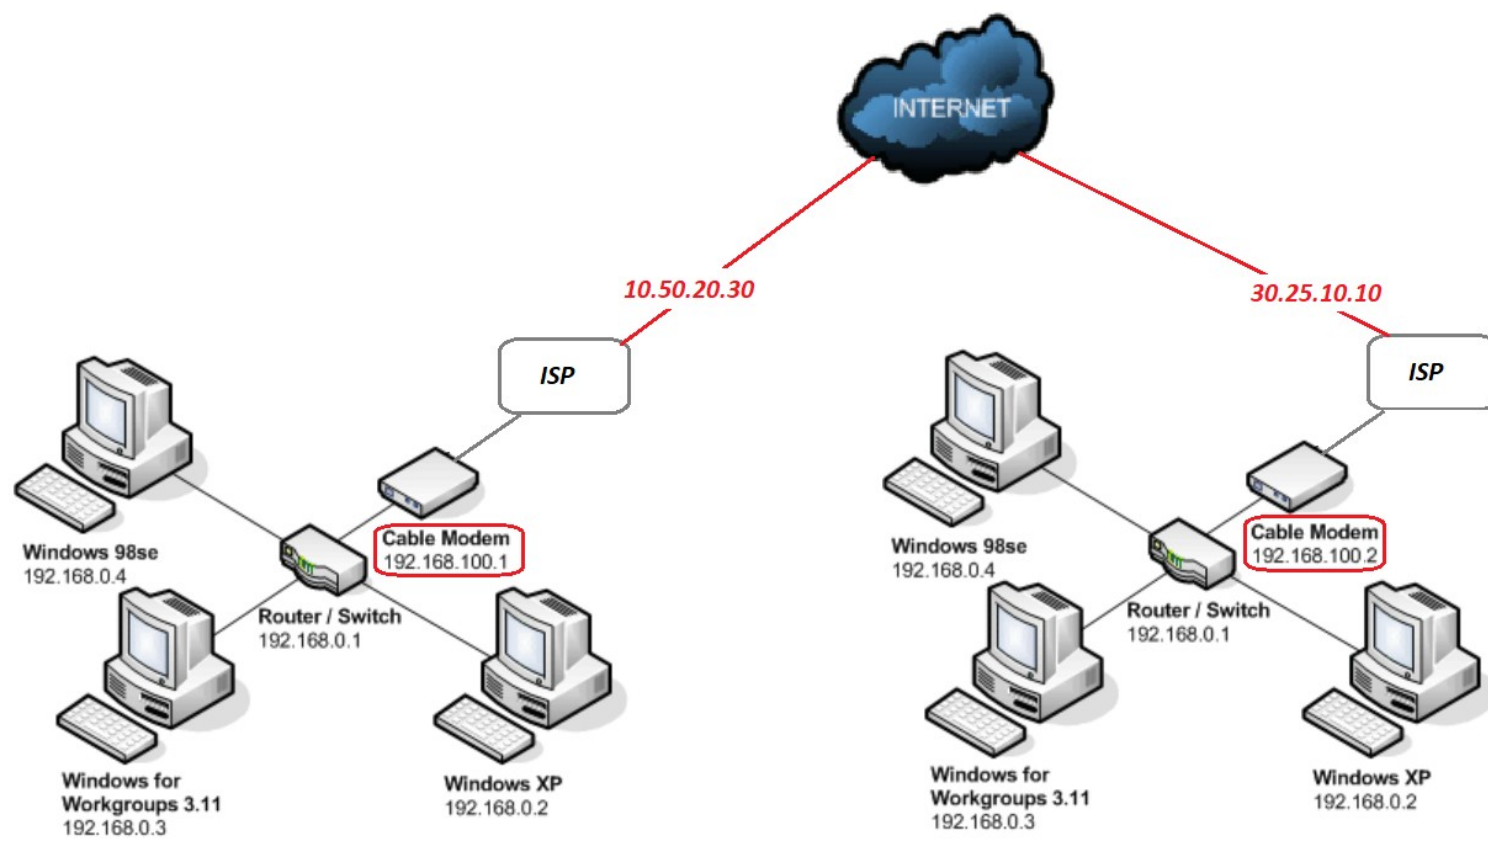 INTERNET
10.50.20.30
30.25.10.10
ISP
ISP
Cable Modem
192.168.100.1
Cable Modem
192.168.100.2
Windows 98se
192.168.0.4
Windows 98se
192.168.0.4
Router / Switch
192.168.0.1
Router / Switch
192.168.0.1
Windows for
Workgroups 3.11
192.168.0.3
Windows XP
192.168.0.2
Windows for
Workgroups 3.11
192.168.0.3
Windows XP
192.168.0.2